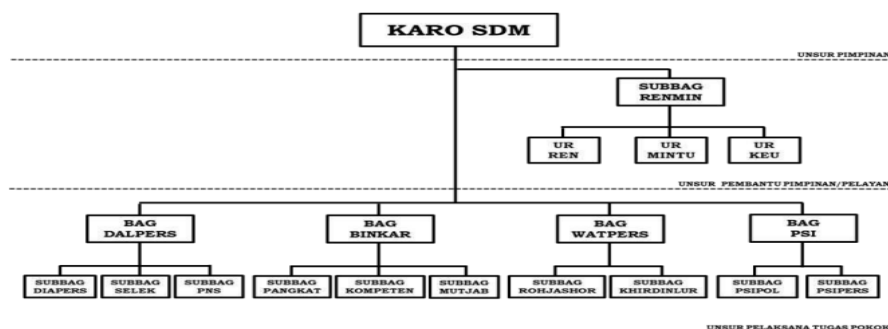 KARO SDM
UNSUR PIMPINAN
SUBBAG
RENMIN
UR
REN
UR
MINTU
UR
KEU
UNSUR PEMBANTU PIMPINAN/PELAYAN
BAG
DALPERS
BAG
BINKAR
BAG
WATPERS
BAG
PSI
SUBBAG
DIAPERS
SUBBAG
SELEK
SUBBAG
PNS
SUBBAG
PANGKAT
SUBBAG
KOMPETEN
SUBBAG
MUTJAB
SUBBAG
ROHJASHOR
SUBBAG
KHIRDINLUR
SUBBAG
PSIPOL
SUBBAG
PSIPERS
UNSUR PELAKSANA TUGAS POKOK